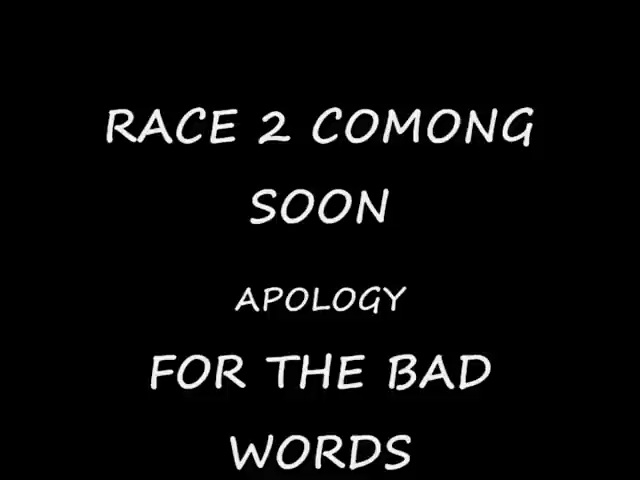 RACE 2 COMONG
SOON
APOLOGY
FOR THE BAD
WORDS